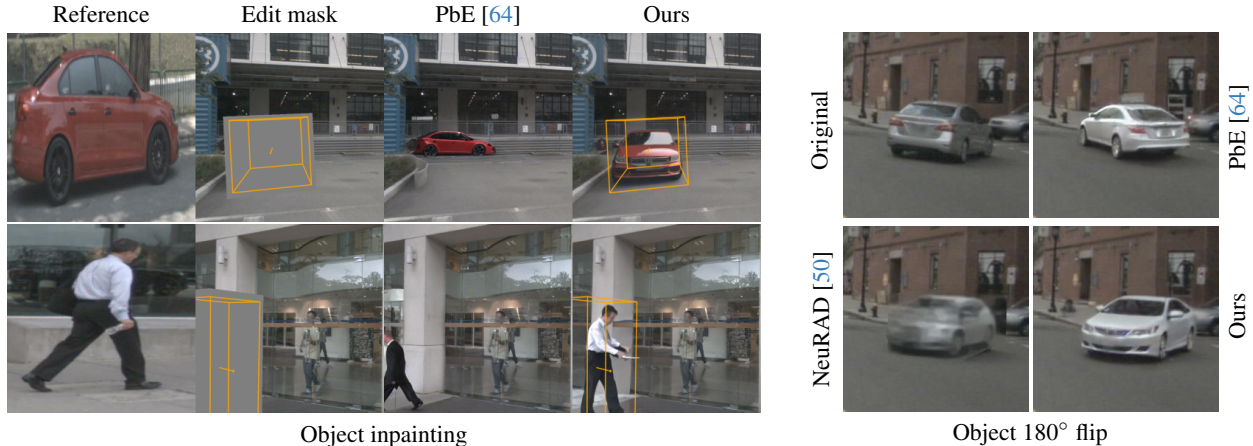 Reference Edit mask PbE [64] Ours
Object inpainting
Original
PbE [64]
NeuRAD [50]
Ours
Object 180° flip